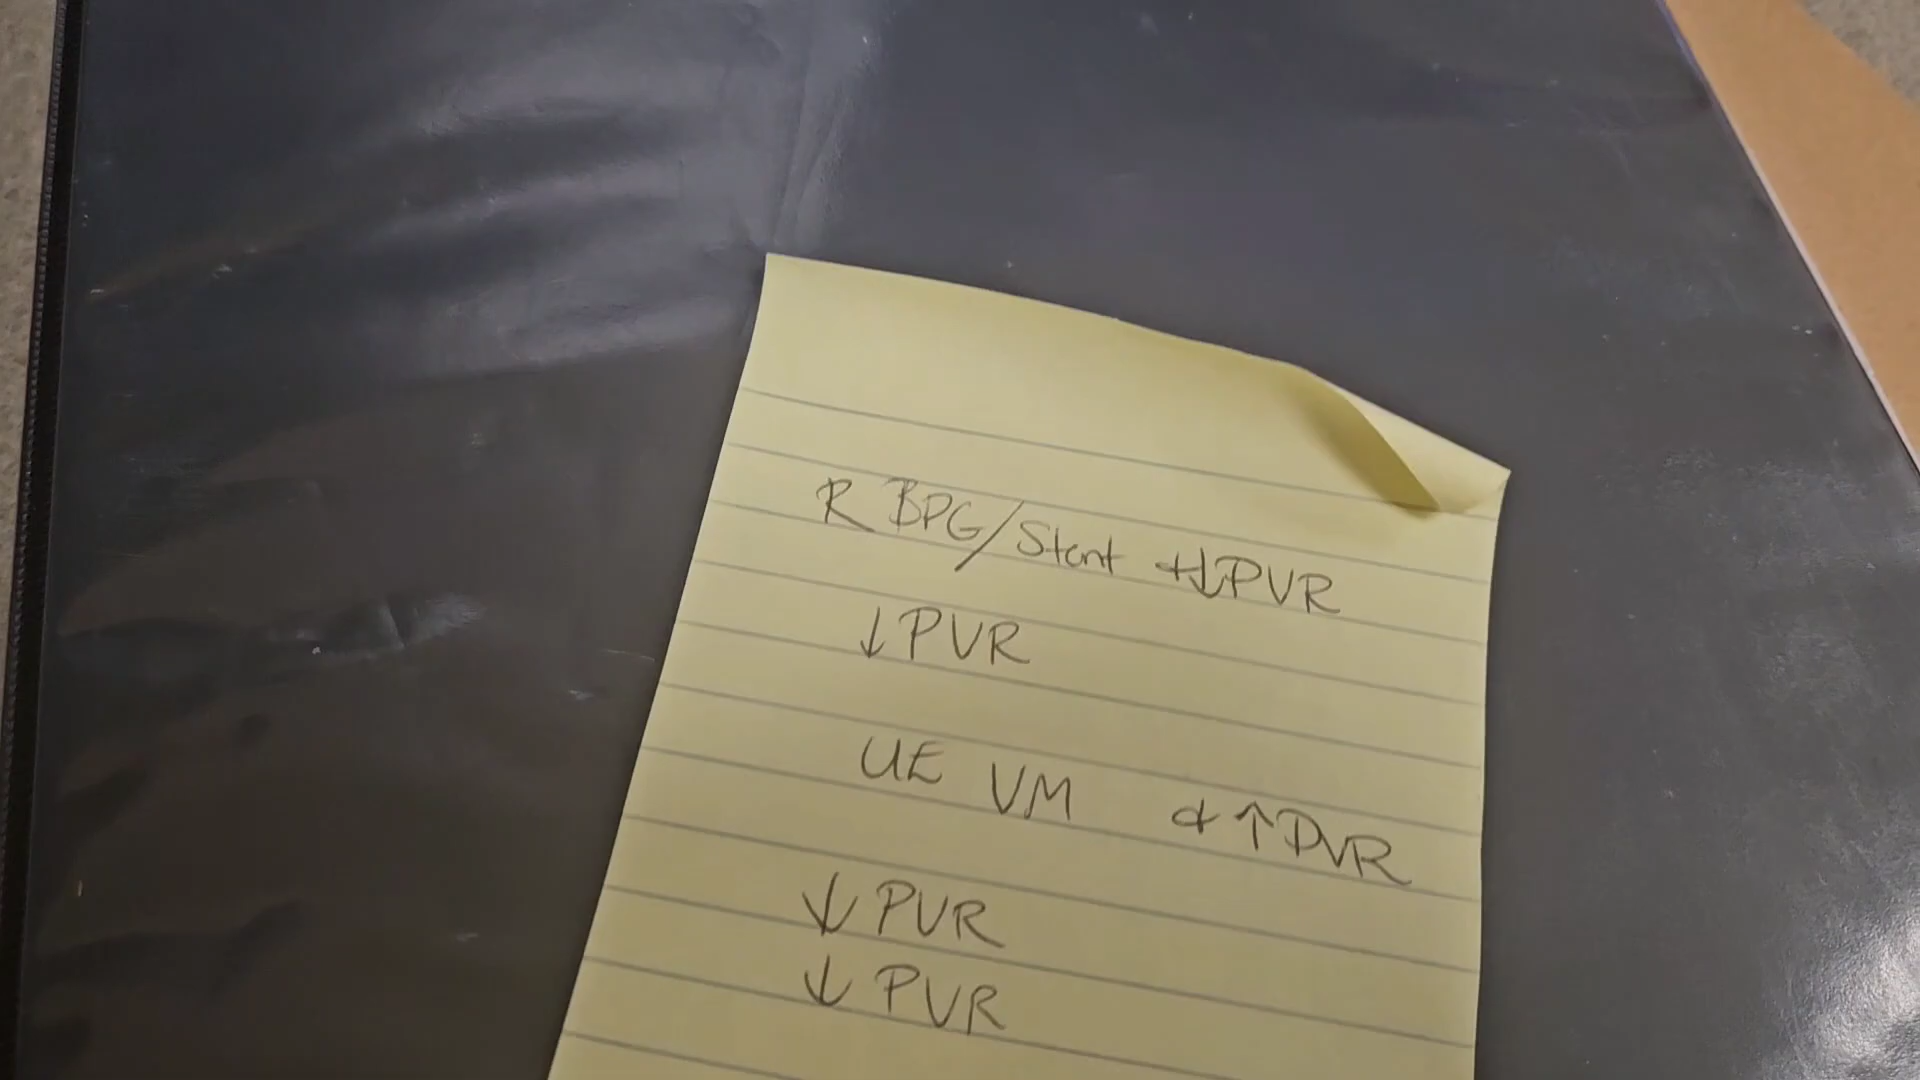 R BPG/Stent +↓PVR
↓PVR
UE VM + ↑PVR
↓PVR
↓PVR